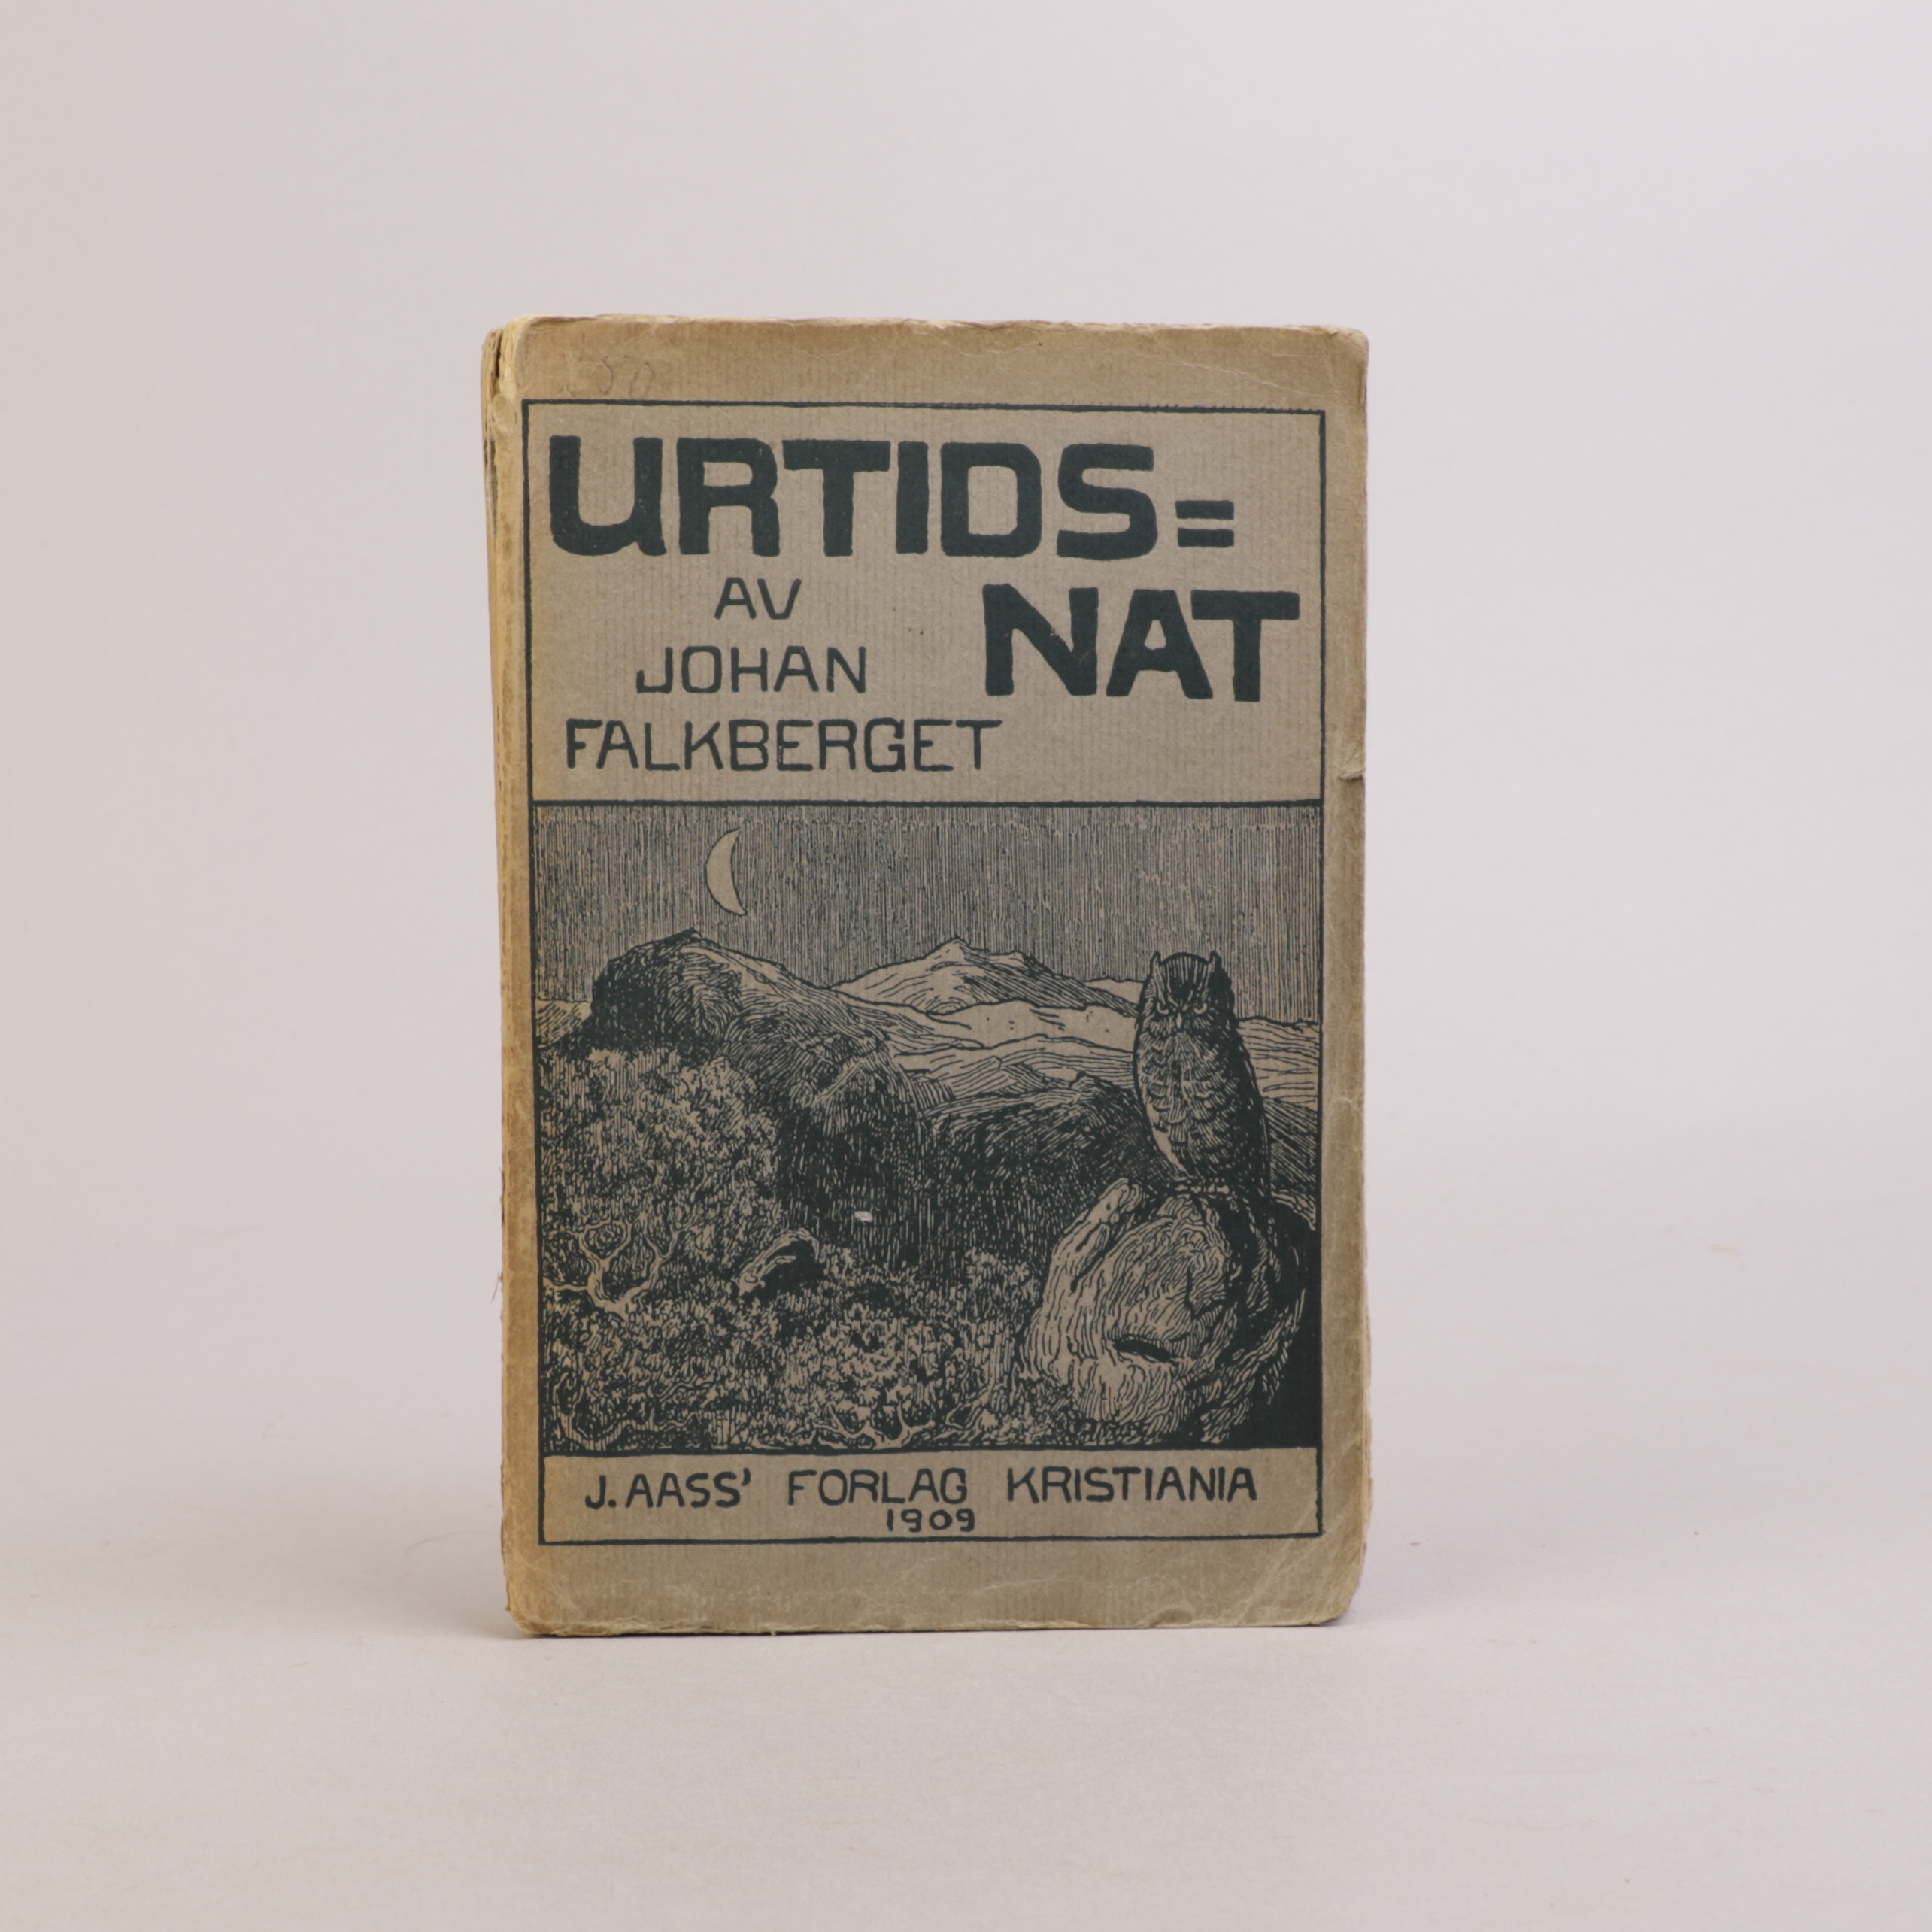 URTIDS=
NAT
AV
JOHAN
FALKBERGET
J. AASS' FORLAG KRISTIANIA
1909